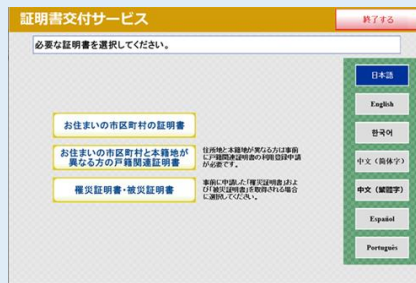 証明書交付サービス
終了する
必要な証明書を選択してください。
日本語
English
한국어
中文（简体字）
中文（繁體字）
Español
Português
お住まいの市区町村の証明書
お住まいの市区町村と本籍地が
異なる方の戸籍関連証明書
住所地と本籍地が異なる方は事前
に戸籍関連証明書の利用登録申請
が必要です。
罹災証明書・被災証明書
事前に申請した「罹災証明書」およ
び「被災証明書」を取得される場合
に選択してください。